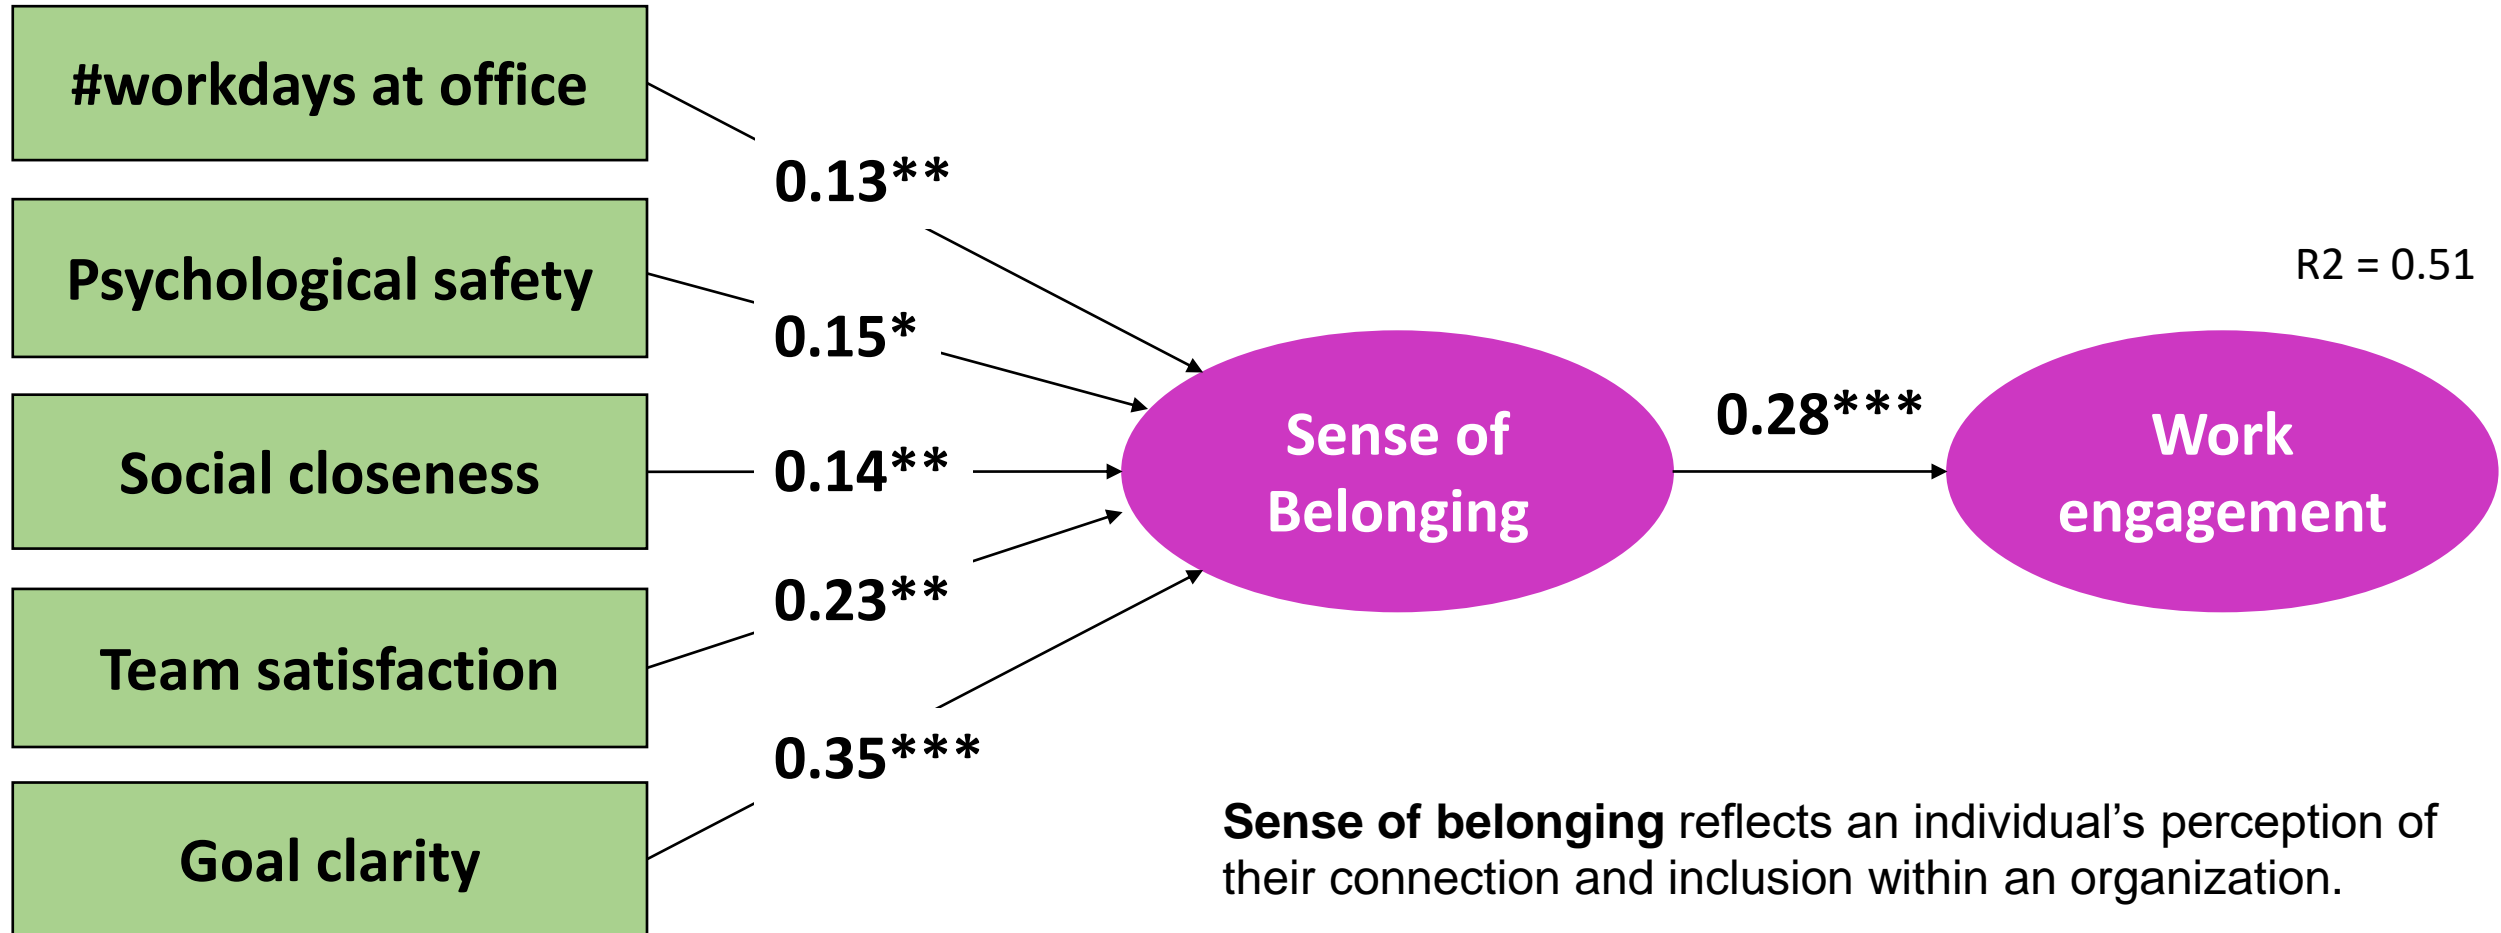 #workdays at office
0.13**
Psychological safety
R2 = 0.51
0.15*
Social closeness
0.14**
Sense of
Belonging
0.28***
Work
engagement
Team satisfaction
0.23**
0.35***
Goal clarity
Sense of belonging reflects an individual’s perception of
their connection and inclusion within an organization.